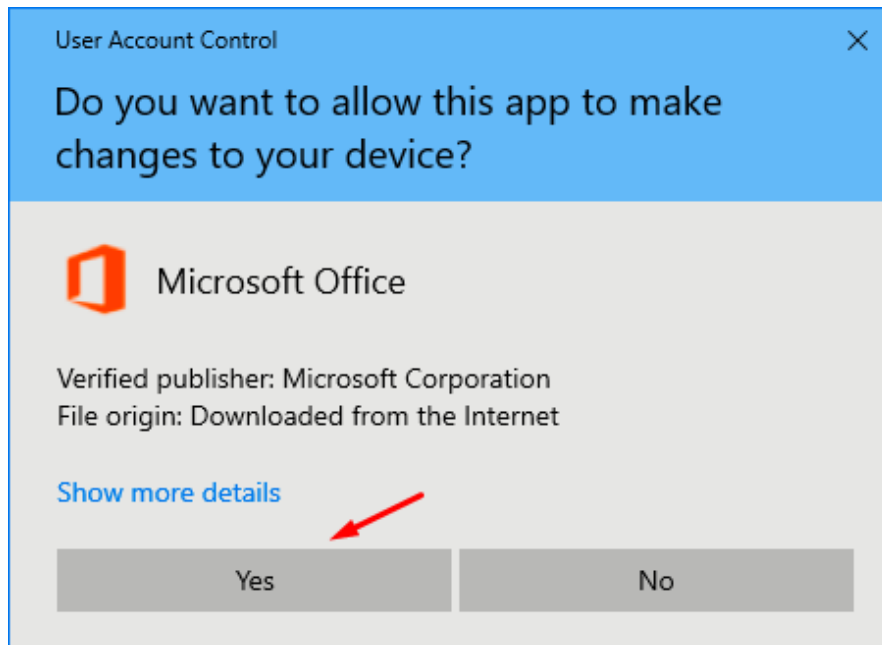 User Account Control
Do you want to allow this app to make
changes to your device?
Microsoft Office
Verified publisher: Microsoft Corporation
File origin: Downloaded from the Internet
Show more details
Yes
No